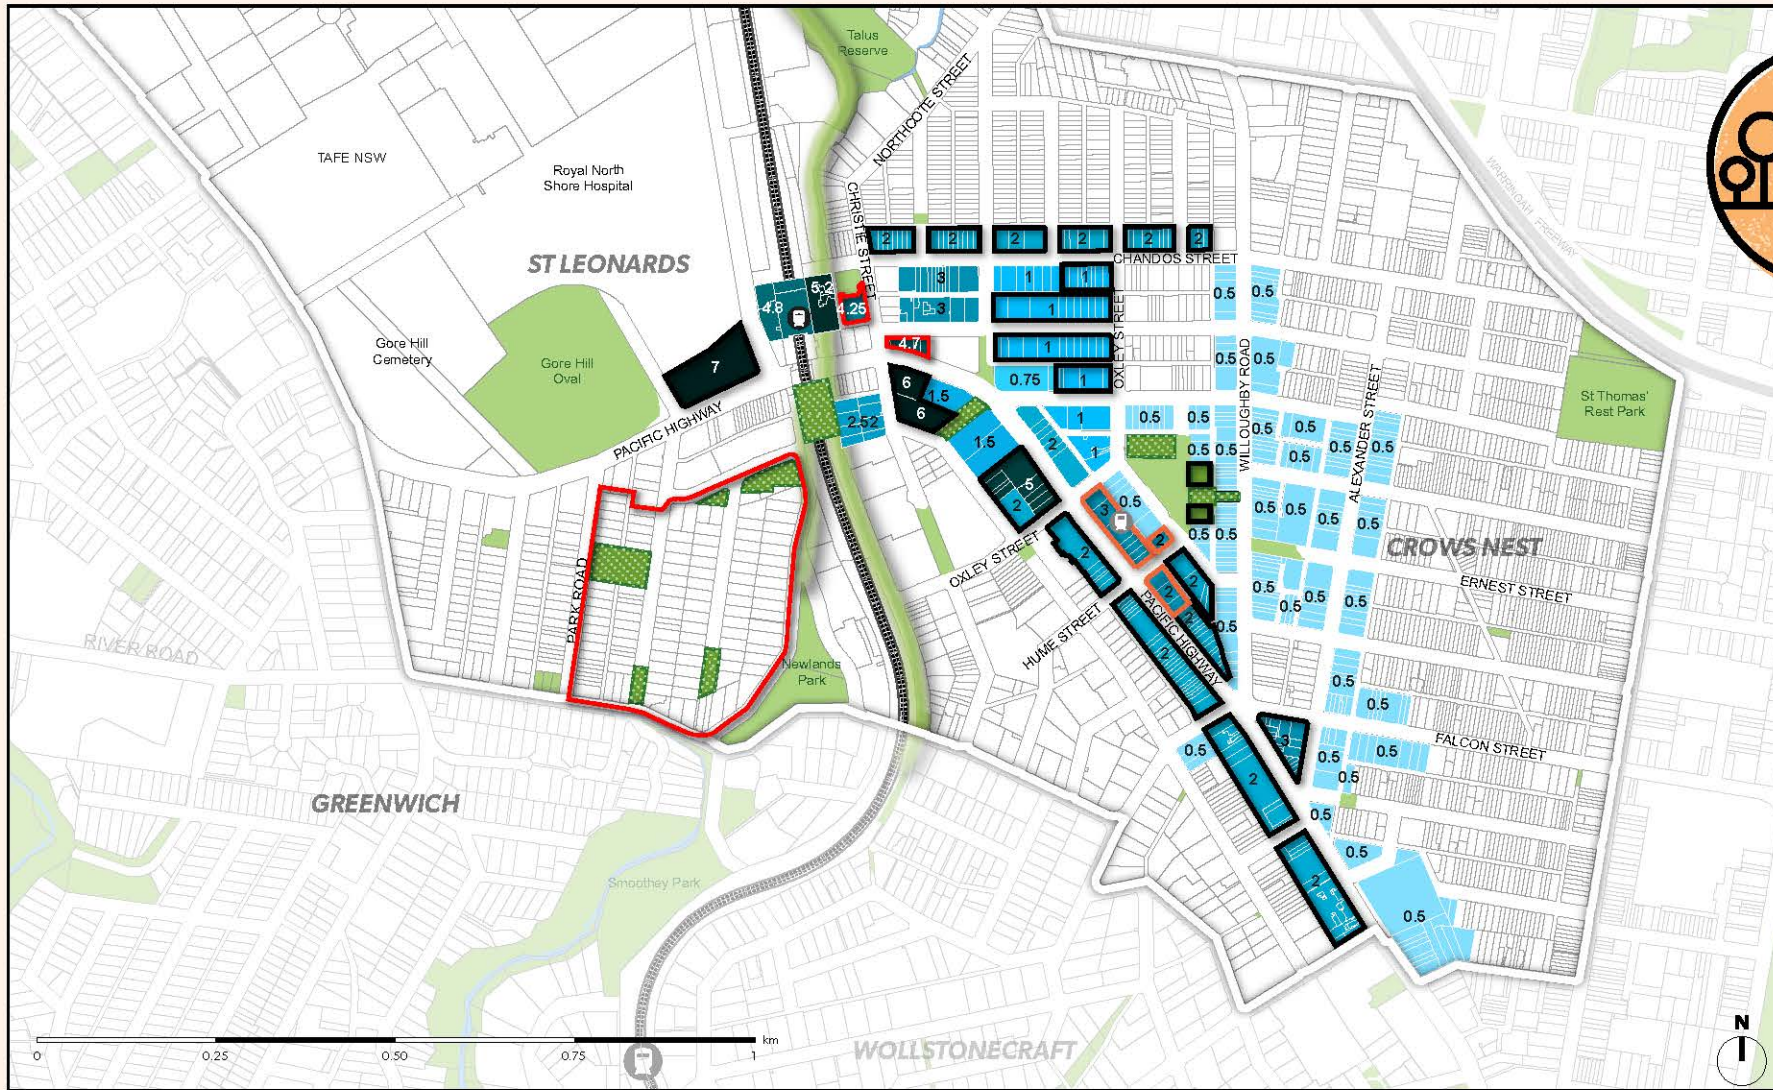 Talus
Reserve
NORTHCOTE STREET
WARRINGAH FREEWAY
TAFE NSW
Royal North
Shore Hospital
CHRISTIE STREET
ST LEONARDS
2
2
2
2
2
2
CHANDOS STREET
4.8
5.2
4.25
3
1
1
0.5
0.5
3
1
OXLEY STREET
Gore Hill
Cemetery
Gore Hill
Oval
7
4.7
1
0.5
0.5
WILLOUGHBY ROAD
ALEXANDER STREET
St Thomas'
Rest Park
6
1.5
6
0.75
1
PACIFIC HIGHWAY
2.52
1
0.5
0.5
0.5
0.5
0.5
0.5
0.5
1.5
2
1
0.5
0.5
0.5
5
2
3
0.5
0.5
0.5
0.5
0.5
2
0.5
0.5
CROWS NEST
OXLEY STREET
2
2
2
2
0.5
0.5
0.5
0.5
ERNEST STREET
PARK ROAD
HUME STREET
PACIFIC HIGHWAY
2
0.5
RIVER ROAD
Newlands
Park
0.5
0.5
FALCON STREET
0.5
3
0.5
0.5
0.5
2
0.5
GREENWICH
0.5
2
0.5
Smoothey Park
WOLLSTONECRAFT
N
0
0.25
0.50
0.75
1
km